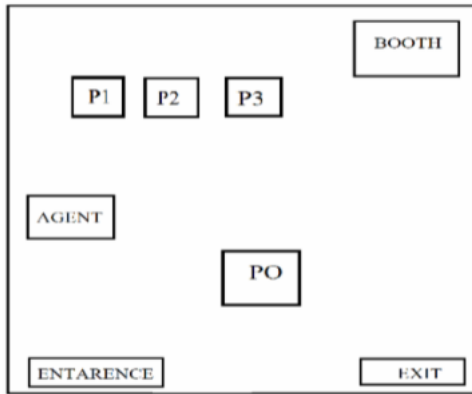 BOOTH
P1 P2 P3
AGENT
PO
ENTARENCE
EXIT